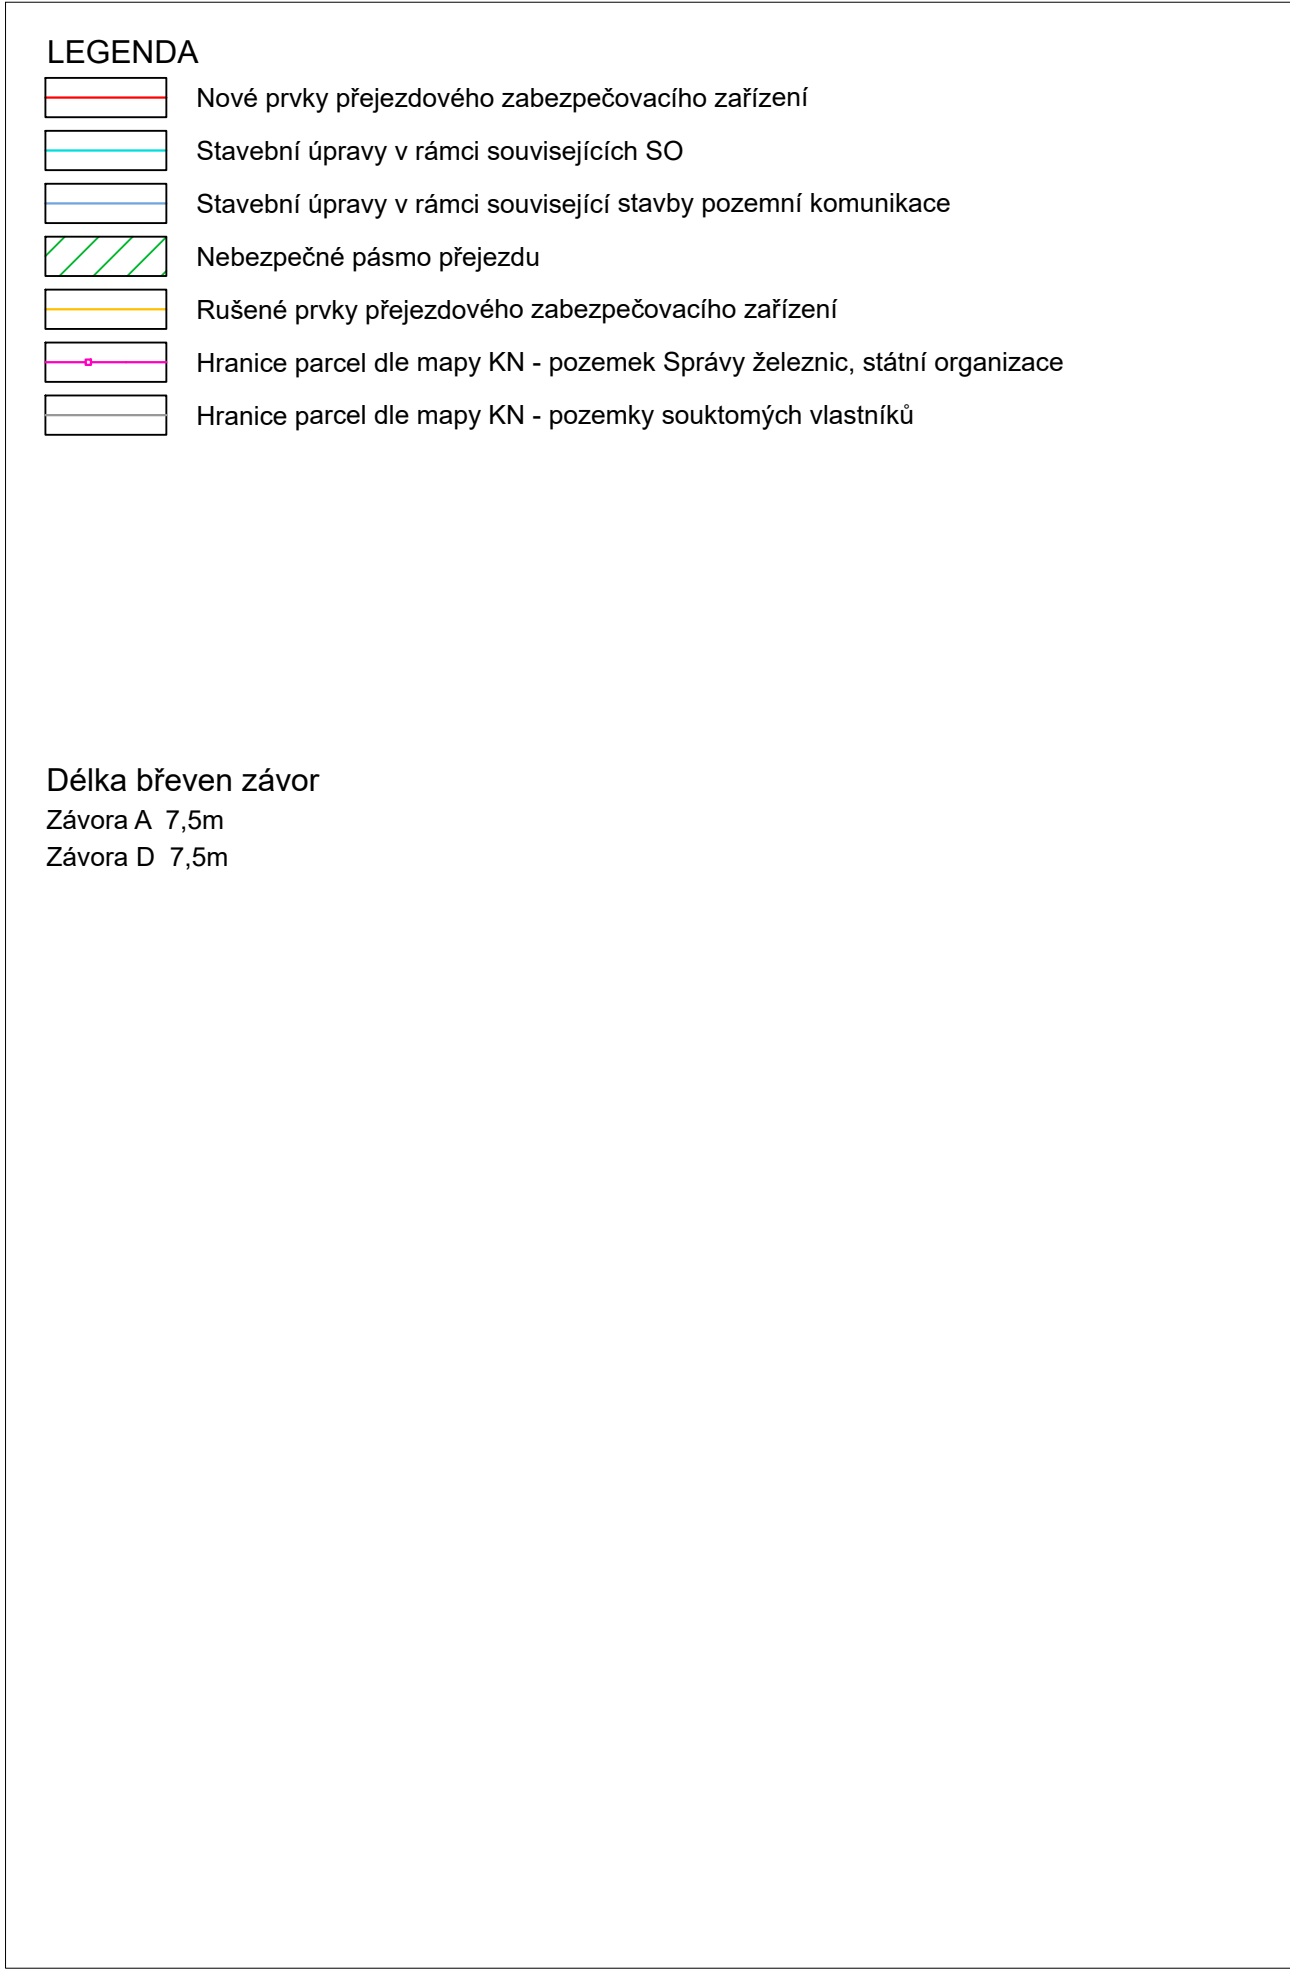 LEGENDA
Nové prvky přejezdového zabezpečovacího zařízení
Stavební úpravy v rámci souvisejících SO
Stavební úpravy v rámci související stavby pozemní komunikace
Nebezpečné pásmo přejezdu
Rušené prvky přejezdového zabezpečovacího zařízení
Hranice parcel dle mapy KN - pozemek Správy železnic, státní organizace
Hranice parcel dle mapy KN - pozemky souktomých vlastníků
Délka břeven závor
Závora A 7,5m
Závora D 7,5m